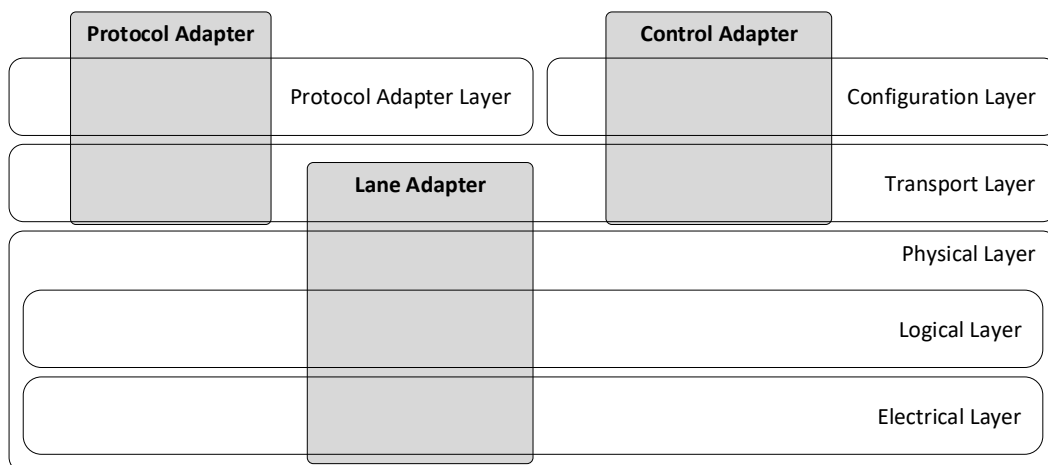 Protocol Adapter
Control Adapter
Protocol Adapter Layer
Configuration Layer
Lane Adapter
Transport Layer
Physical Layer
Logical Layer
Electrical Layer